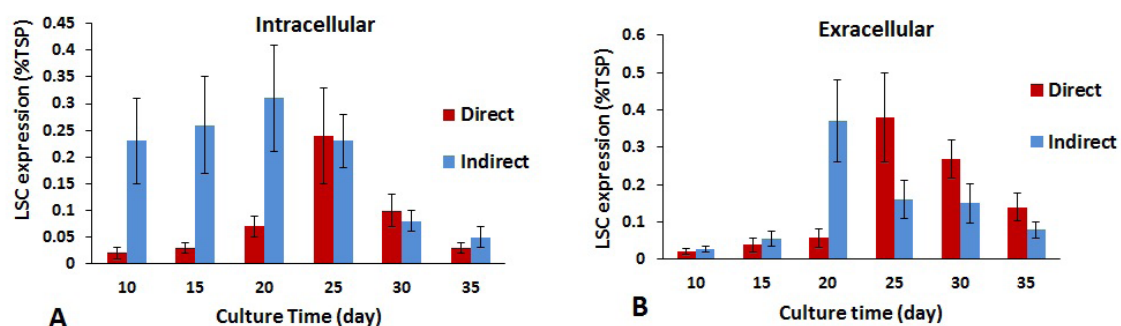 Intracellular
LSC expression (%TSP)
0.45
0.4
0.35
0.3
0.25
0.2
0.15
0.1
0.05
0
Direct
Indirect
10 15 20 25 30 35
Culture Time (day)
A
Exracellular
LSC expression (%TSP)
0.6
0.5
0.4
0.3
0.2
0.1
0
Direct
Indirect
10 15 20 25 30 35
Culture time (day)
B